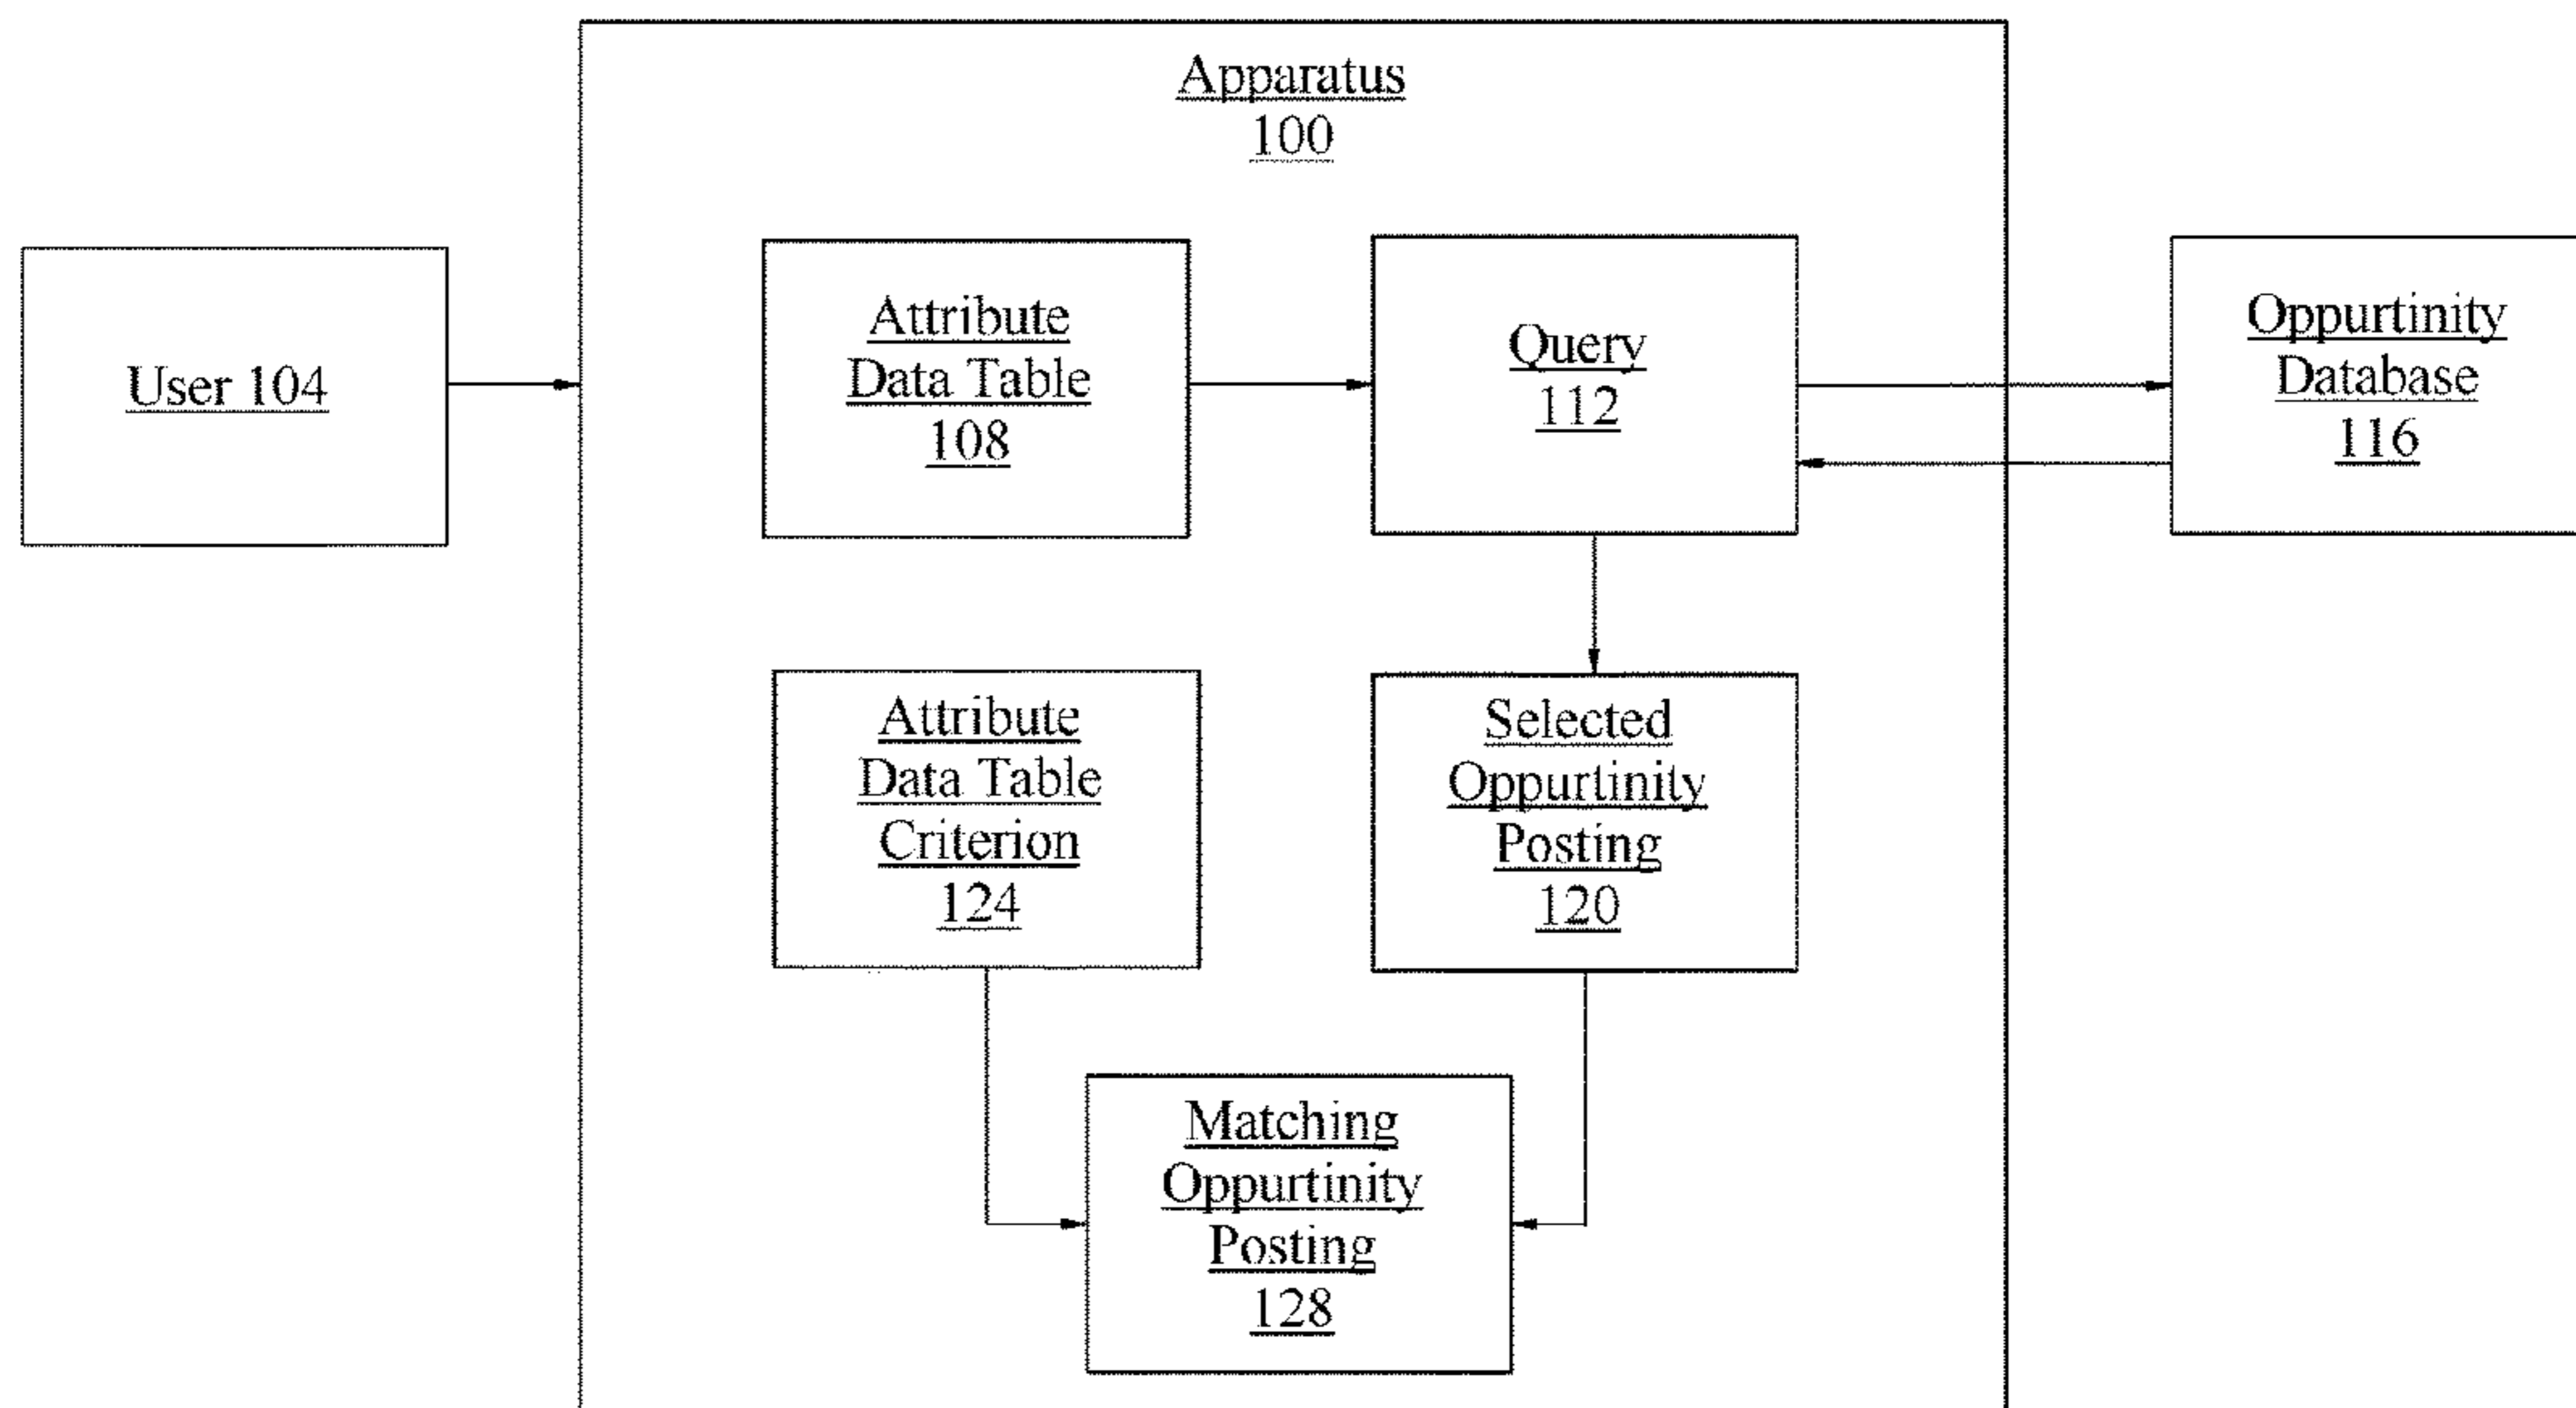 Apparatus
100
User 104
Attribute
Data Table
108
Query
112
Oppurtinity
Database
116
Attribute
Data Table
Criterion
124
Selected
Oppurtinity
Posting
120
Matching
Oppurtinity
Posting
128